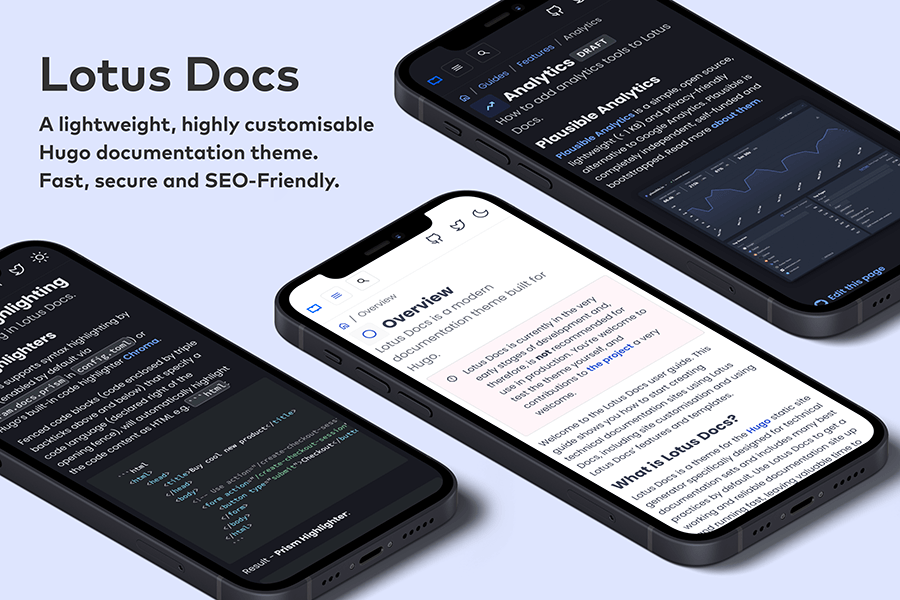 Lotus Docs
A lightweight, highly customisable
Hugo documentation theme.
Fast, secure and SEO-Friendly.
Guides / Features / Analytics
Analytics DRAFT
How to add analytics tools to Lotus
Docs.
Plausible Analytics
Plausible Analytics is a simple, open source,
lightweight (< 1 KB) and privacy-friendly
alternative to Google Analytics. Plausible is
completely independent, self-funded and
bootstrapped. Read more about them.
Edit this page
/ Overview
Overview
Lotus Docs is a modern
documentation theme built for
Hugo.
Lotus Docs is currently in the very
early stages of development and,
therefore, is not recommended for
use in production. You're welcome to
test the theme yourself, and
contributions to the project a very
welcome.
Welcome to the Lotus Docs user guide. This
guide shows you how to start creating
technical documentation sites using Lotus
Docs, including site customisation and using
Lotus Docs' features and templates.
What is Lotus Docs?
Lotus Docs is a theme for the Hugo static site
generator specifically designed for technical
documentation sets and includes many best
practices by default. Use Lotus Docs to get a
working and reliable documentation site up
and running fast, leaving valuable time to
ghlighting
g in Lotus Docs.
ghlighters
s supports syntax highlighting by
enabled by default via
am.docs.prism in config.toml) or
Hugo's built-in code highlighter Chroma.
Fenced code blocks (code enclosed by triple
backticks above and below) that specify a
code language (declared right of the
opening fence), will automatically highlight
the code content as HTML e.g. ```html
```html
<html>
<head>
<title>Buy cool new product</title>
</head>
<body>
<!-- Use action="/create-checkout-sessi
<form action="/create-checkout-session
<button type="submit">Checkout</butt
</form>
</body>
</html>
```
Result - Prism Highlighter: